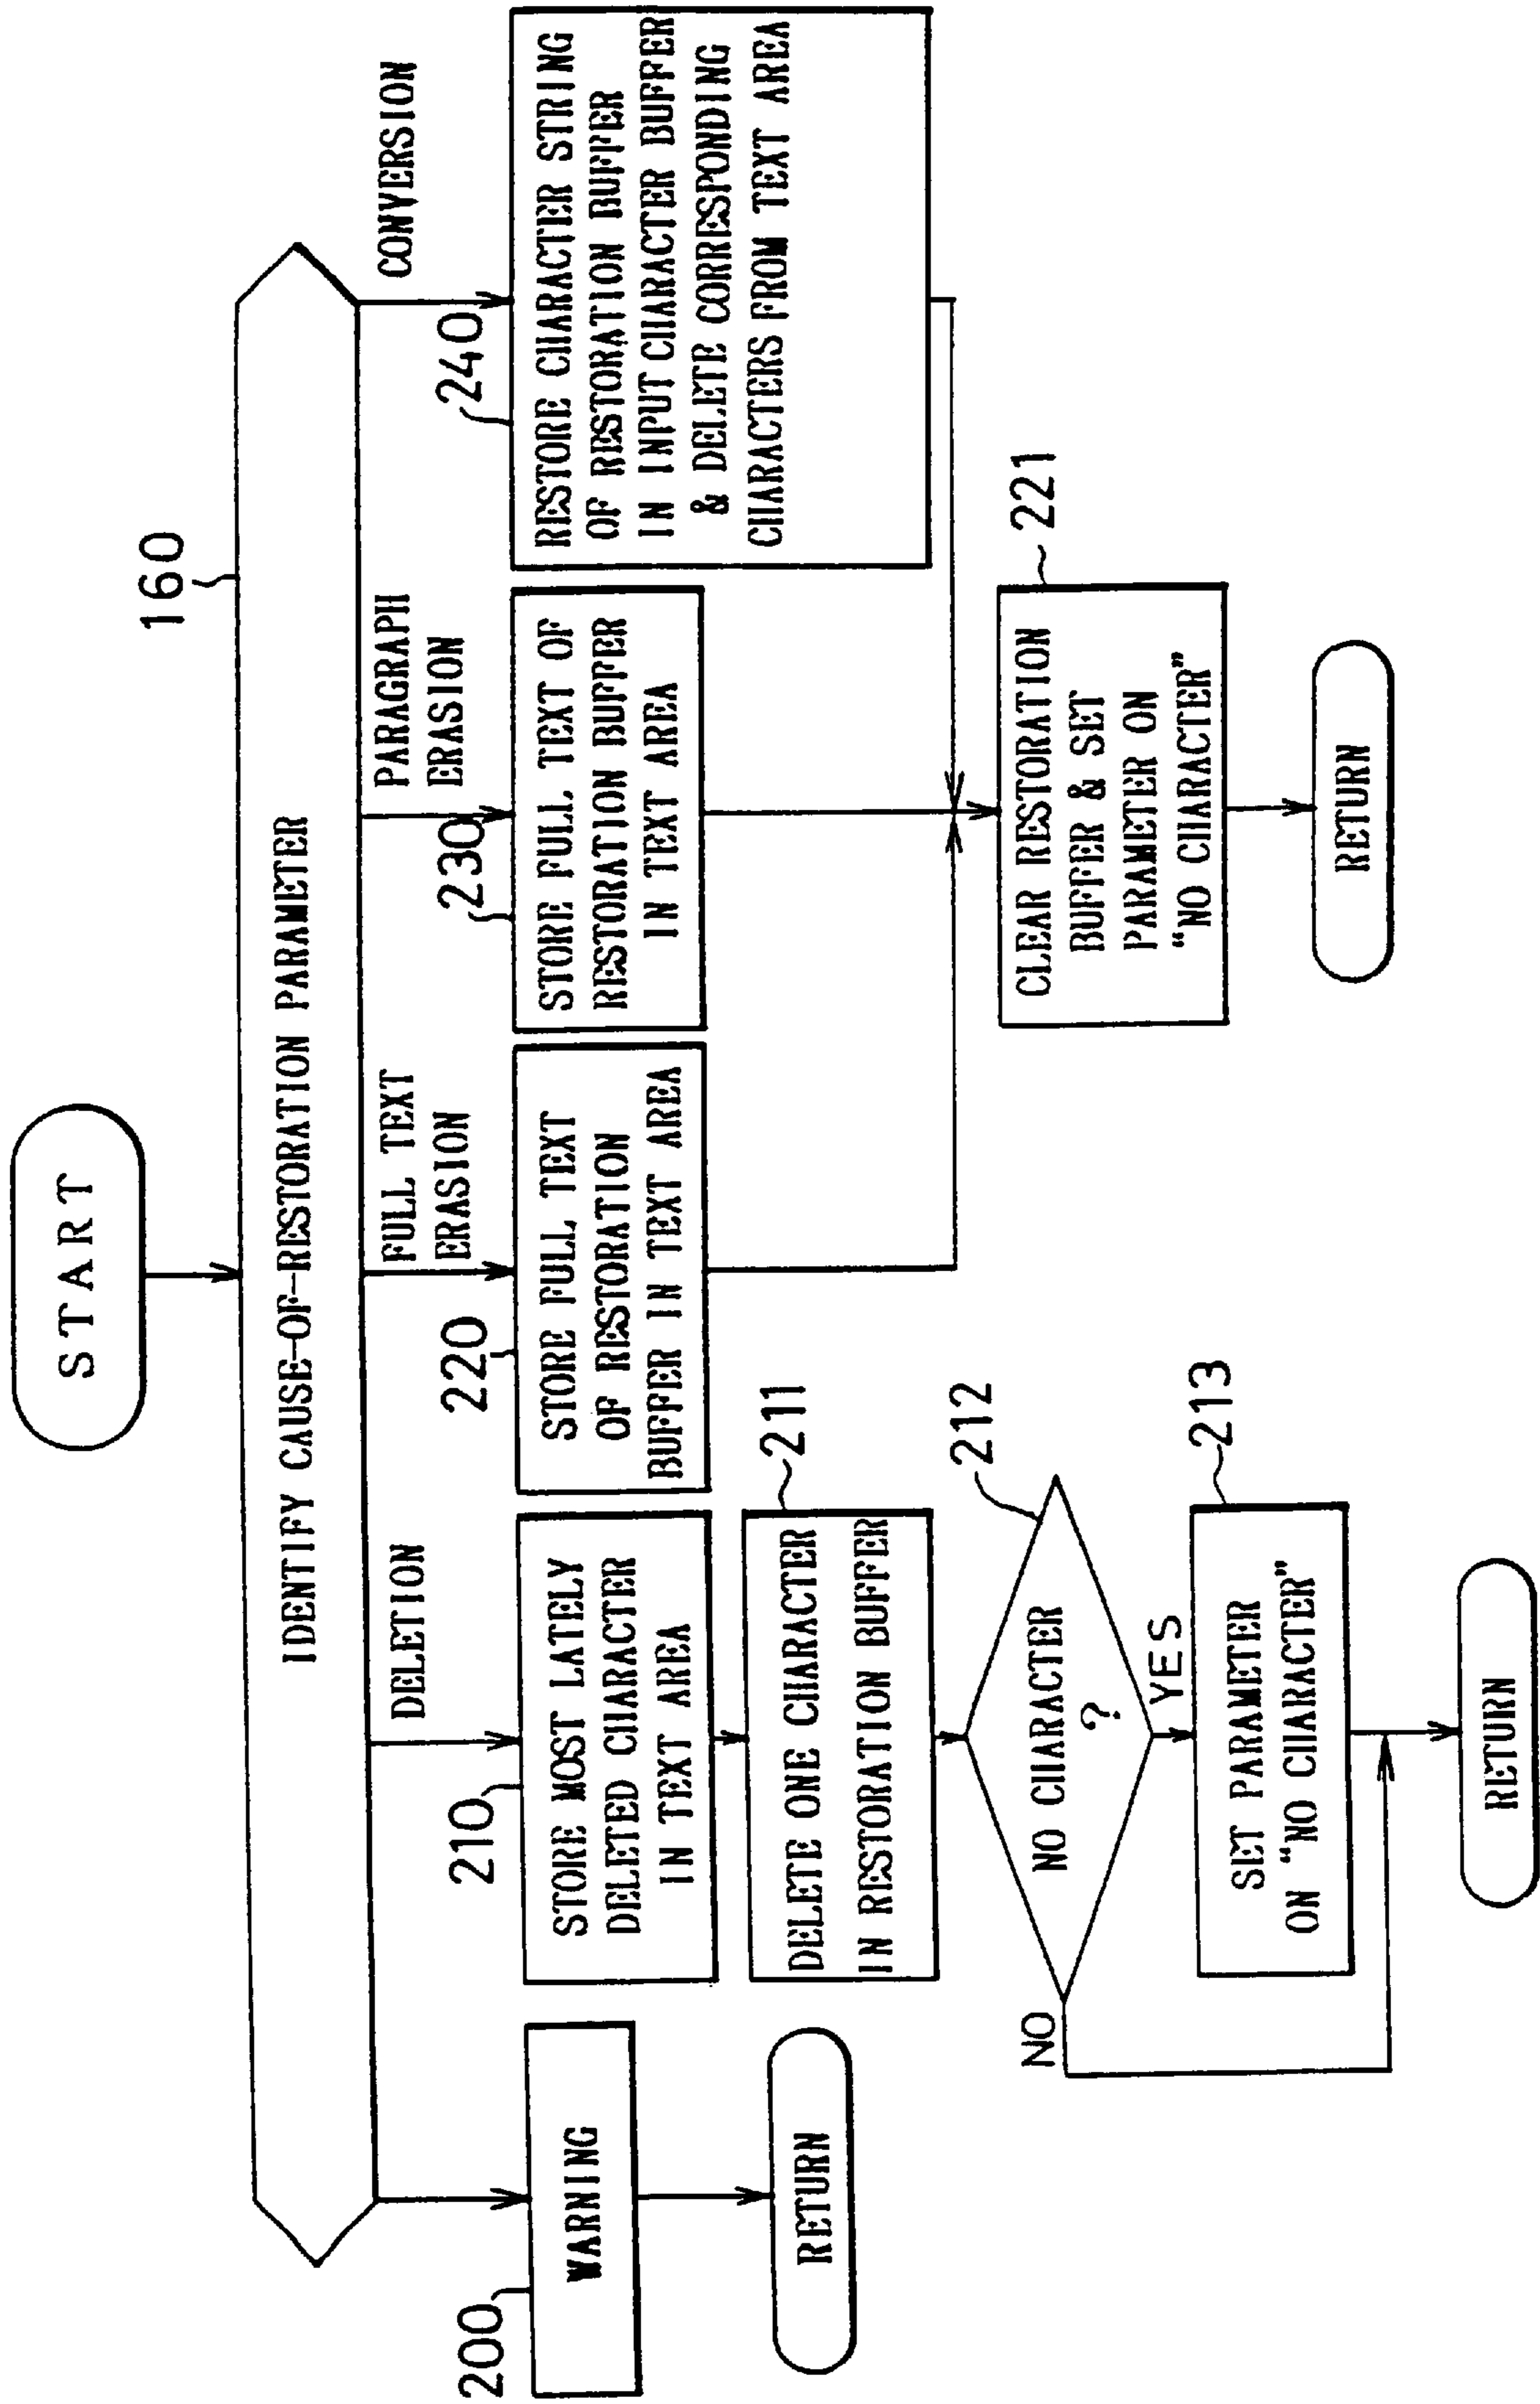 START
160
IDENTIFY CAUSE-OF-RESTORATION PARAMETER
DELETION
FULL TEXT
ERASION
PARAGRAPH
ERASION
CONVERSION
200
WARNING
RETURN
210
STORE MOST LATELY
DELETED CHARACTER
IN TEXT AREA
211
DELETE ONE CHARACTER
IN RESTORATION BUFFER
212
NO CHARACTER
?
NO
YES
213
SET PARAMETER
ON "NO CHARACTER"
RETURN
220
STORE FULL TEXT
OF RESTORATION
BUFFER IN TEXT AREA
230
STORE FULL TEXT OF
RESTORATION BUFFER
IN TEXT AREA
240
RESTORE CHARACTER STRING
OF RESTORATION BUFFER
IN INPUT CHARACTER BUFFER
& DELETE CORRESPONDING
CHARACTERS FROM TEXT AREA
221
CLEAR RESTORATION
BUFFER & SET
PARAMETER ON
"NO CHARACTER"
RETURN